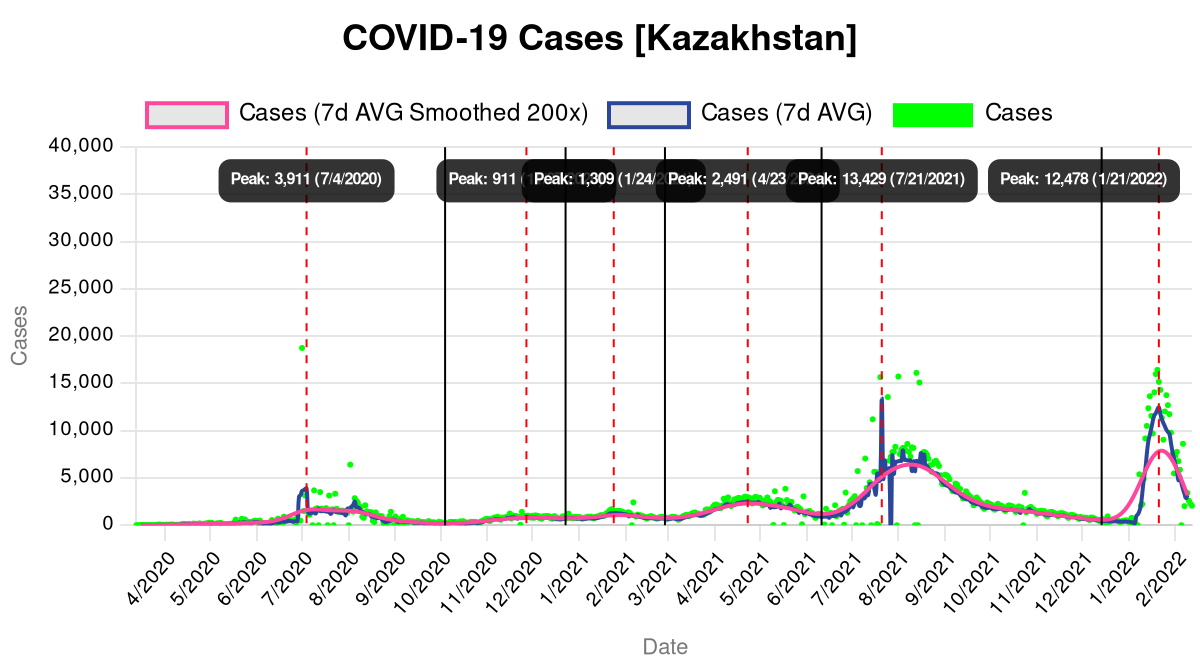 COVID-19 Cases [Kazakhstan]
Cases (7d AVG Smoothed 200x)
Cases (7d AVG)
Cases
40,000
35,000
30,000
25,000
20,000
15,000
10,000
5,000
0
Cases
Peak: 3,911 (7/4/2020)
Peak: 911
Peak: 1,309 (1/24/
Peak: 2,491 (4/23
Peak: 13,429 (7/21/2021)
Peak: 12,478 (1/21/2022)
4/2020
5/2020
6/2020
7/2020
8/2020
9/2020
10/2020
11/2020
12/2020
1/2021
2/2021
3/2021
4/2021
5/2021
6/2021
7/2021
8/2021
9/2021
10/2021
11/2021
12/2021
1/2022
2/2022
Date